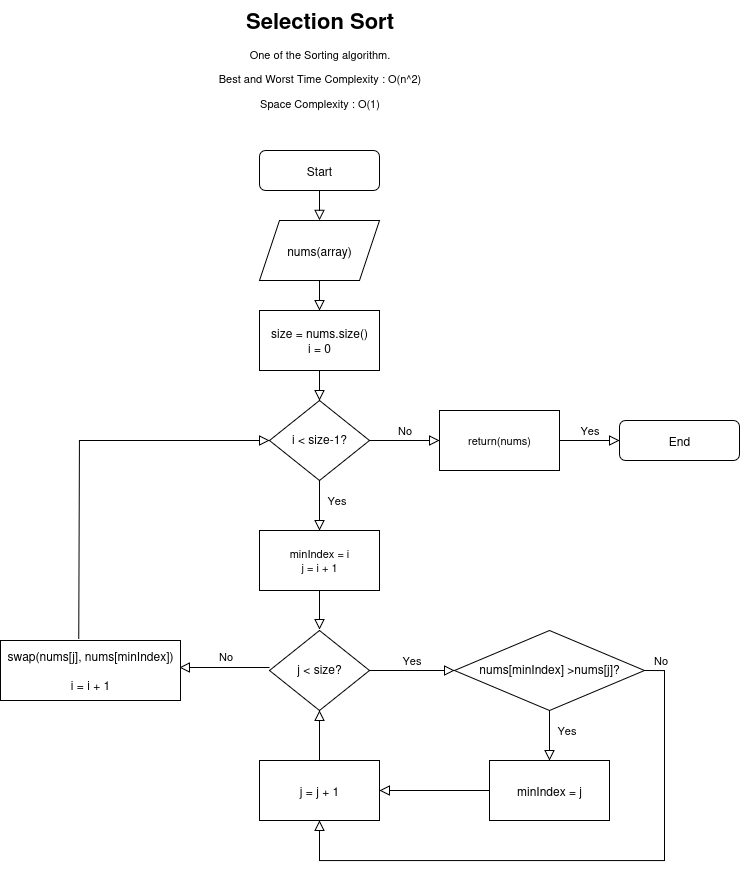 Selection Sort
One of the Sorting algorithm.
Best and Worst Time Complexity : O(n^2)
Space Complexity : O(1)
Start
nums(array)
size = nums.size()
i = 0
i < size-1?
No
return(nums)
Yes
End
Yes
minIndex = i
j = i + 1
swap(nums[j], nums[minIndex])
i = i + 1
No
j < size?
Yes
nums[minIndex] >nums[j]?
No
Yes
j = j + 1
minIndex = j